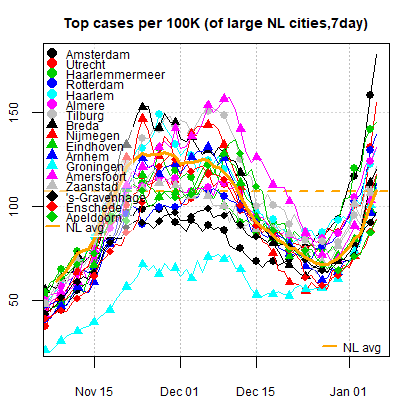 Top cases per 100K (of large NL cities,7day)
Amsterdam
Utrecht
Haarlemmermeer
Rotterdam
Haarlem
Almere
Tilburg
Breda
Nijmegen
Eindhoven
Arnhem
Groningen
Amersfoort
Zaanstad
's-Gravenhage
Enschede
Apeldoorn
NL avg
150
100
50
NL avg
Nov 15
Dec 01
Dec 15
Jan 01